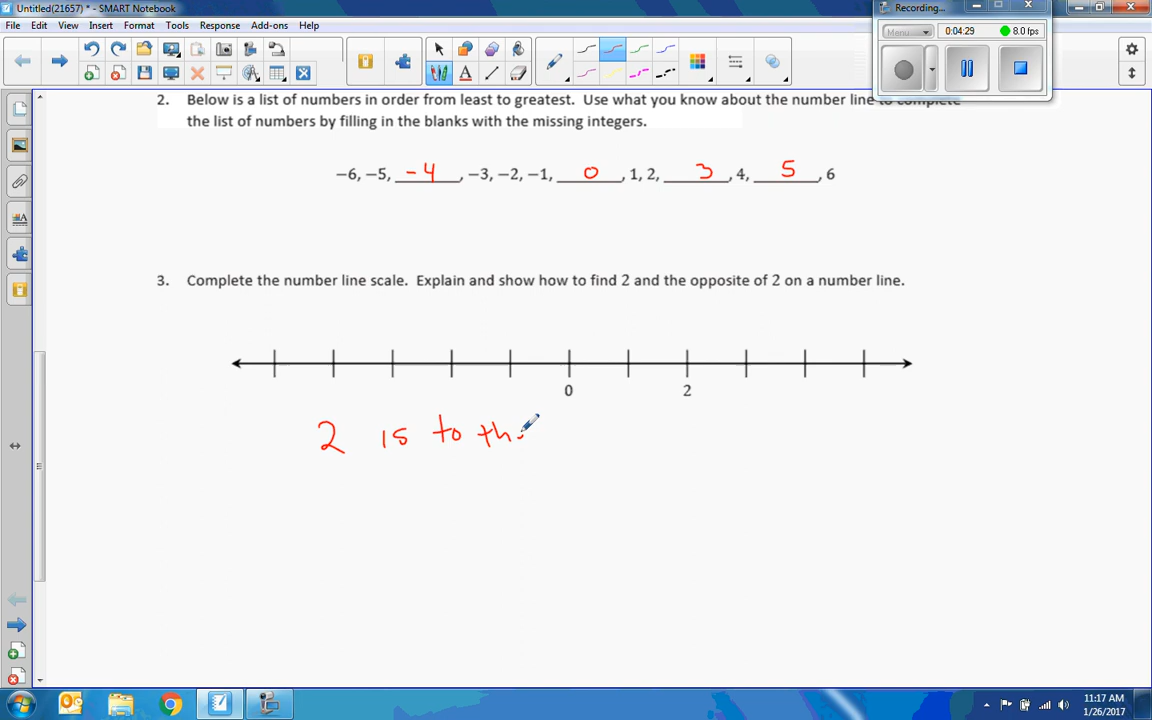 Untitled(21657) * - SMART Notebook
File Edit View Insert Format Tools Response Add-ons Help
Recording...
Menu
0:04:29
8.0 fps
2. Below is a list of numbers in order from least to greatest. Use what you know about the number line to complete
the list of numbers by filling in the blanks with the missing integers.
−6, −5, -4, −3, −2, −1, 0, 1, 2, 3, 4, 5, 6
3. Complete the number line scale. Explain and show how to find 2 and the opposite of 2 on a number line.
0 2
2 is to th
11:17 AM
1/26/2017